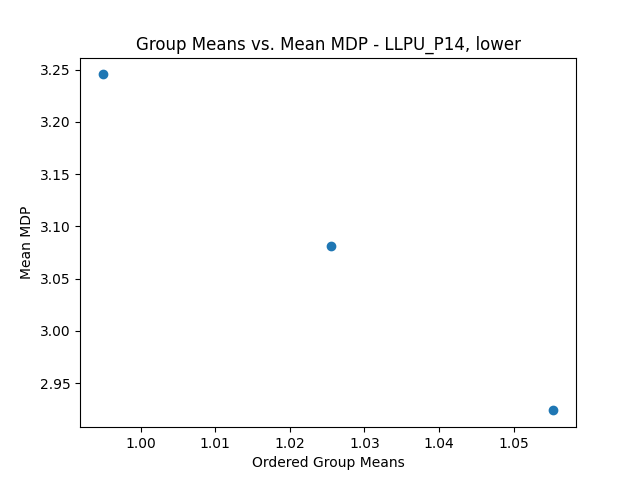 Group Means vs. Mean MDP - LLPU_P14, lower
3.25
3.20
3.15
3.10
3.05
3.00
2.95
Mean MDP
1.00 1.01 1.02 1.03 1.04 1.05
Ordered Group Means